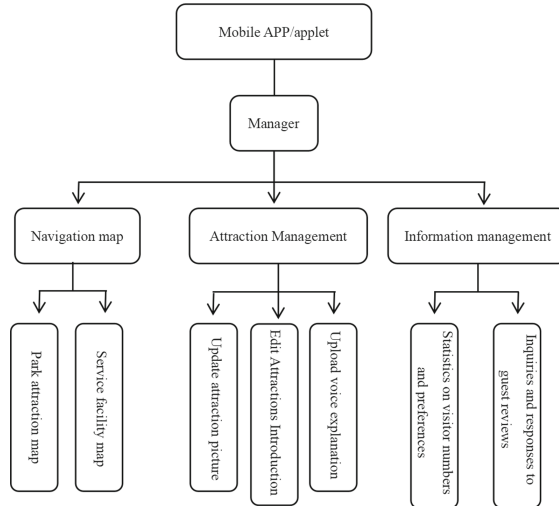 Mobile APP/applet
Manager
Navigation map
Attraction Management
Information management
Park attraction map
Service facility map
Update attraction picture
Edit Attractions Introduction
Upload voice explanation
Statistics on visitor numbers
and preferences
Inquiries and responses to
guest reviews